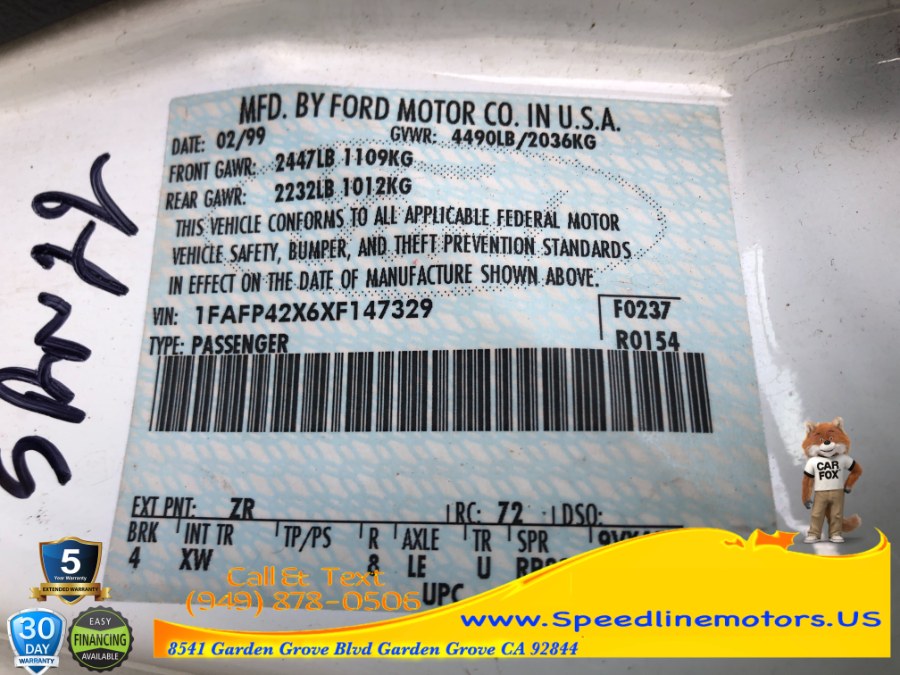 MFD. BY FORD MOTOR CO. IN U.S.A.
DATE: 02/99 GVWR: 4490LB/2036KG
FRONT GAWR: 2447LB 1109KG
REAR GAWR: 2232LB 1012KG
THIS VEHICLE CONFORMS TO ALL APPLICABLE FEDERAL MOTOR
VEHICLE SAFETY, BUMPER, AND THEFT PREVENTION STANDARDS
IN EFFECT ON THE DATE OF MANUFACTURE SHOWN ABOVE.
VIN: 1FAFP42X6XF147329
F0237
TYPE: PASSENGER
R0154
EXT PNT: ZR RC: 72 DSO:
BRK INT TR TP/PS R AXLE TR SPR
4 XW 8 LE U
UPC
CAR
FOX
5
Year Warranty
EXTENDED WARRANTY
30
DAY
WARRANTY
EASY
FINANCING
AVAILABLE
Call & Text
(949) 878-0506
www.Speedlinemotors.US
8541 Garden Grove Blvd Garden Grove CA 92844